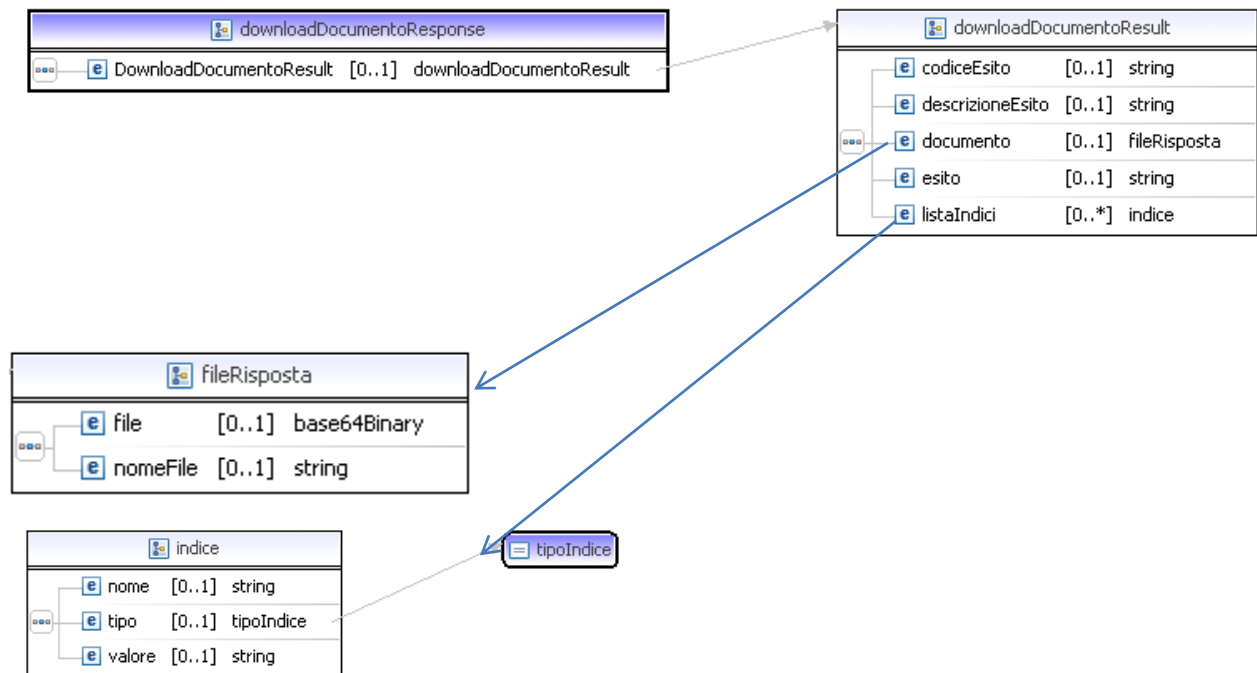 downloadDocumentoResponse
e DownloadDocumentoResult [0..1] downloadDocumentoResult
downloadDocumentoResult
e codiceEsito [0..1] string
e descrizioneEsito [0..1] string
e documento [0..1] fileRisposta
e esito [0..1] string
e listaIndici [0..*] indice
fileRisposta
e file [0..1] base64Binary
e nomeFile [0..1] string
indice
e nome [0..1] string
e tipo [0..1] tipoIndice
e valore [0..1] string
tipoIndice